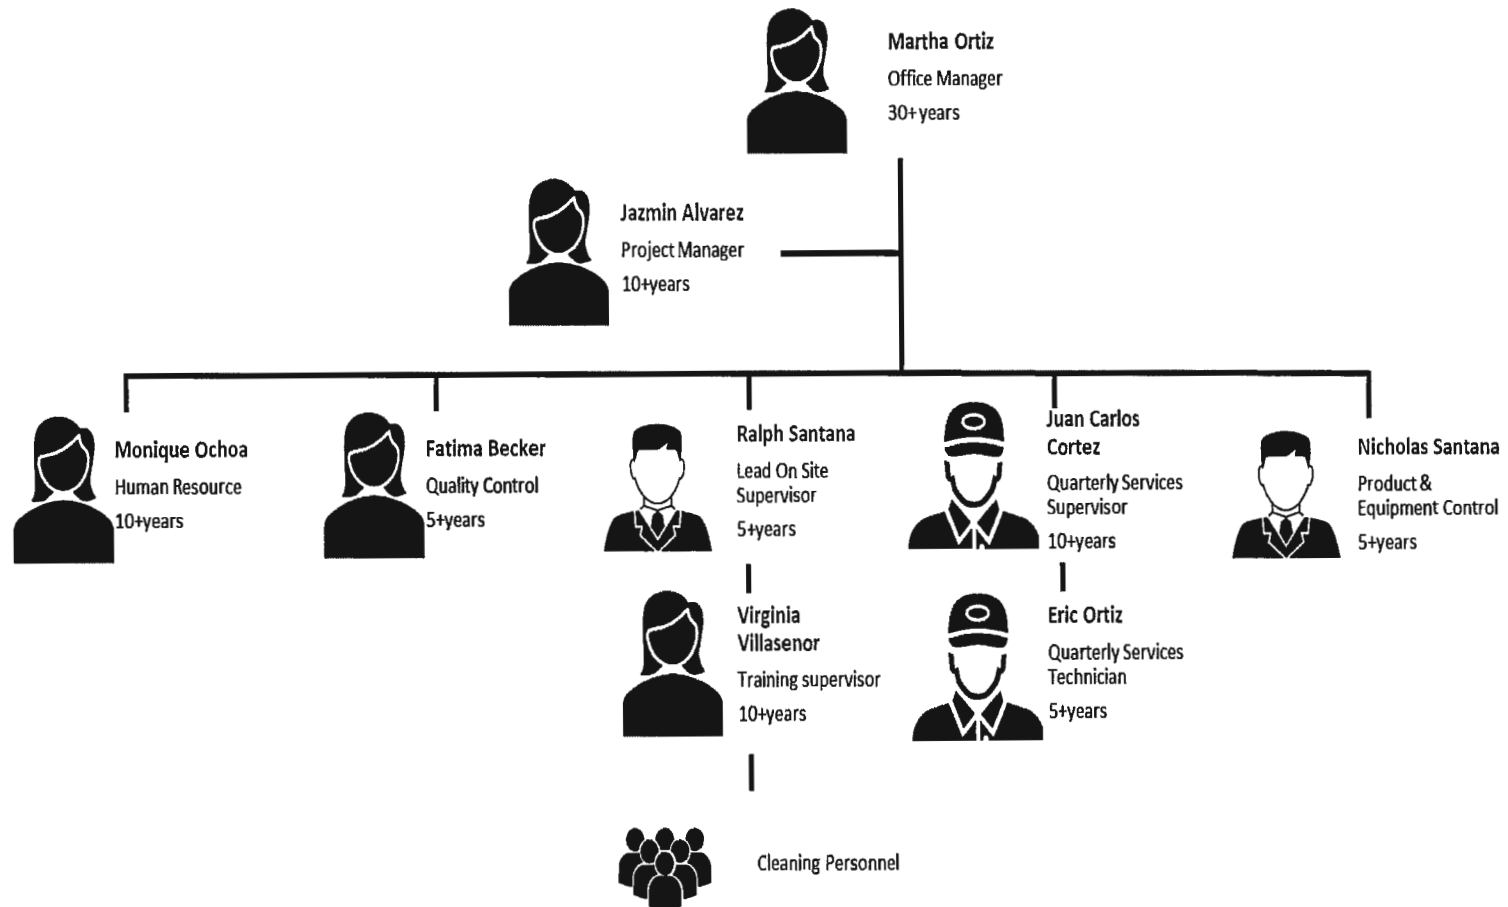 Martha Ortiz
Office Manager
30+years
Jazmin Alvarez
Project Manager
10+years
Monique Ochoa
Human Resource
10+years
Fatima Becker
Quality Control
5+years
Ralph Santana
Lead On Site
Supervisor
5+years
Juan Carlos
Cortez
Quarterly Services
Supervisor
10+years
Nicholas Santana
Product &
Equipment Control
5+years
Virginia
Villasenor
Training supervisor
10+years
Eric Ortiz
Quarterly Services
Technician
5+years
Cleaning Personnel